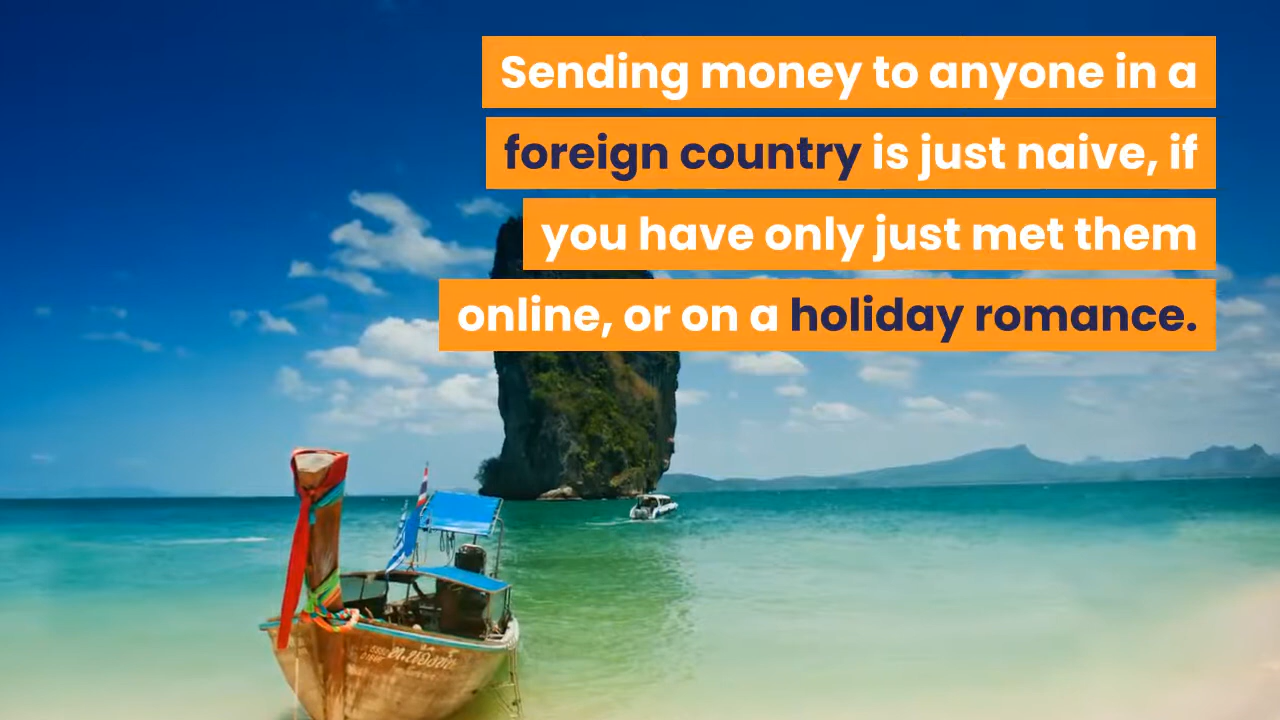 Sending money to anyone in a
foreign country is just naive, if
you have only just met them
online, or on a holiday romance.